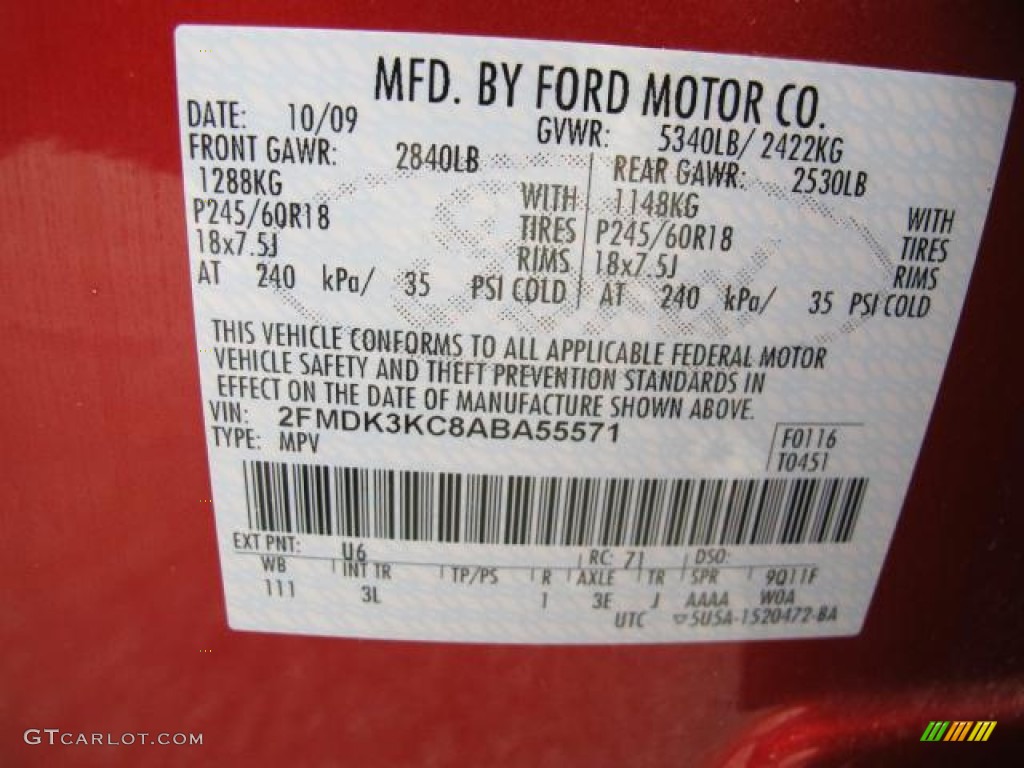 MFD. BY FORD MOTOR CO.
DATE: 10/09 GVWR: 5340LB/ 2422KG
FRONT GAWR: 2840LB REAR GAWR: 2530LB
1288KG WITH 1148KG WITH
P245/60R18 TIRES P245/60R18 TIRES
18x7.5J RIMS 18x7.5J RIMS
AT 240 kPa/ 35 PSI COLD AT 240 kPa/ 35 PSI COLD
THIS VEHICLE CONFORMS TO ALL APPLICABLE FEDERAL MOTOR
VEHICLE SAFETY AND THEFT PREVENTION STANDARDS IN
EFFECT ON THE DATE OF MANUFACTURE SHOWN ABOVE.
VIN: 2FMDK3KC8ABA55571
TYPE: MPV
F0116
T0451
EXT PNT: U6 RC: 71 DSO:
WB INT TR TP/PS R AXLE TR SPR 9Q11F
111 3L 1 3E J AAAA W0A
UTC 5U5A-1520472-BA
GTCARLOT.COM